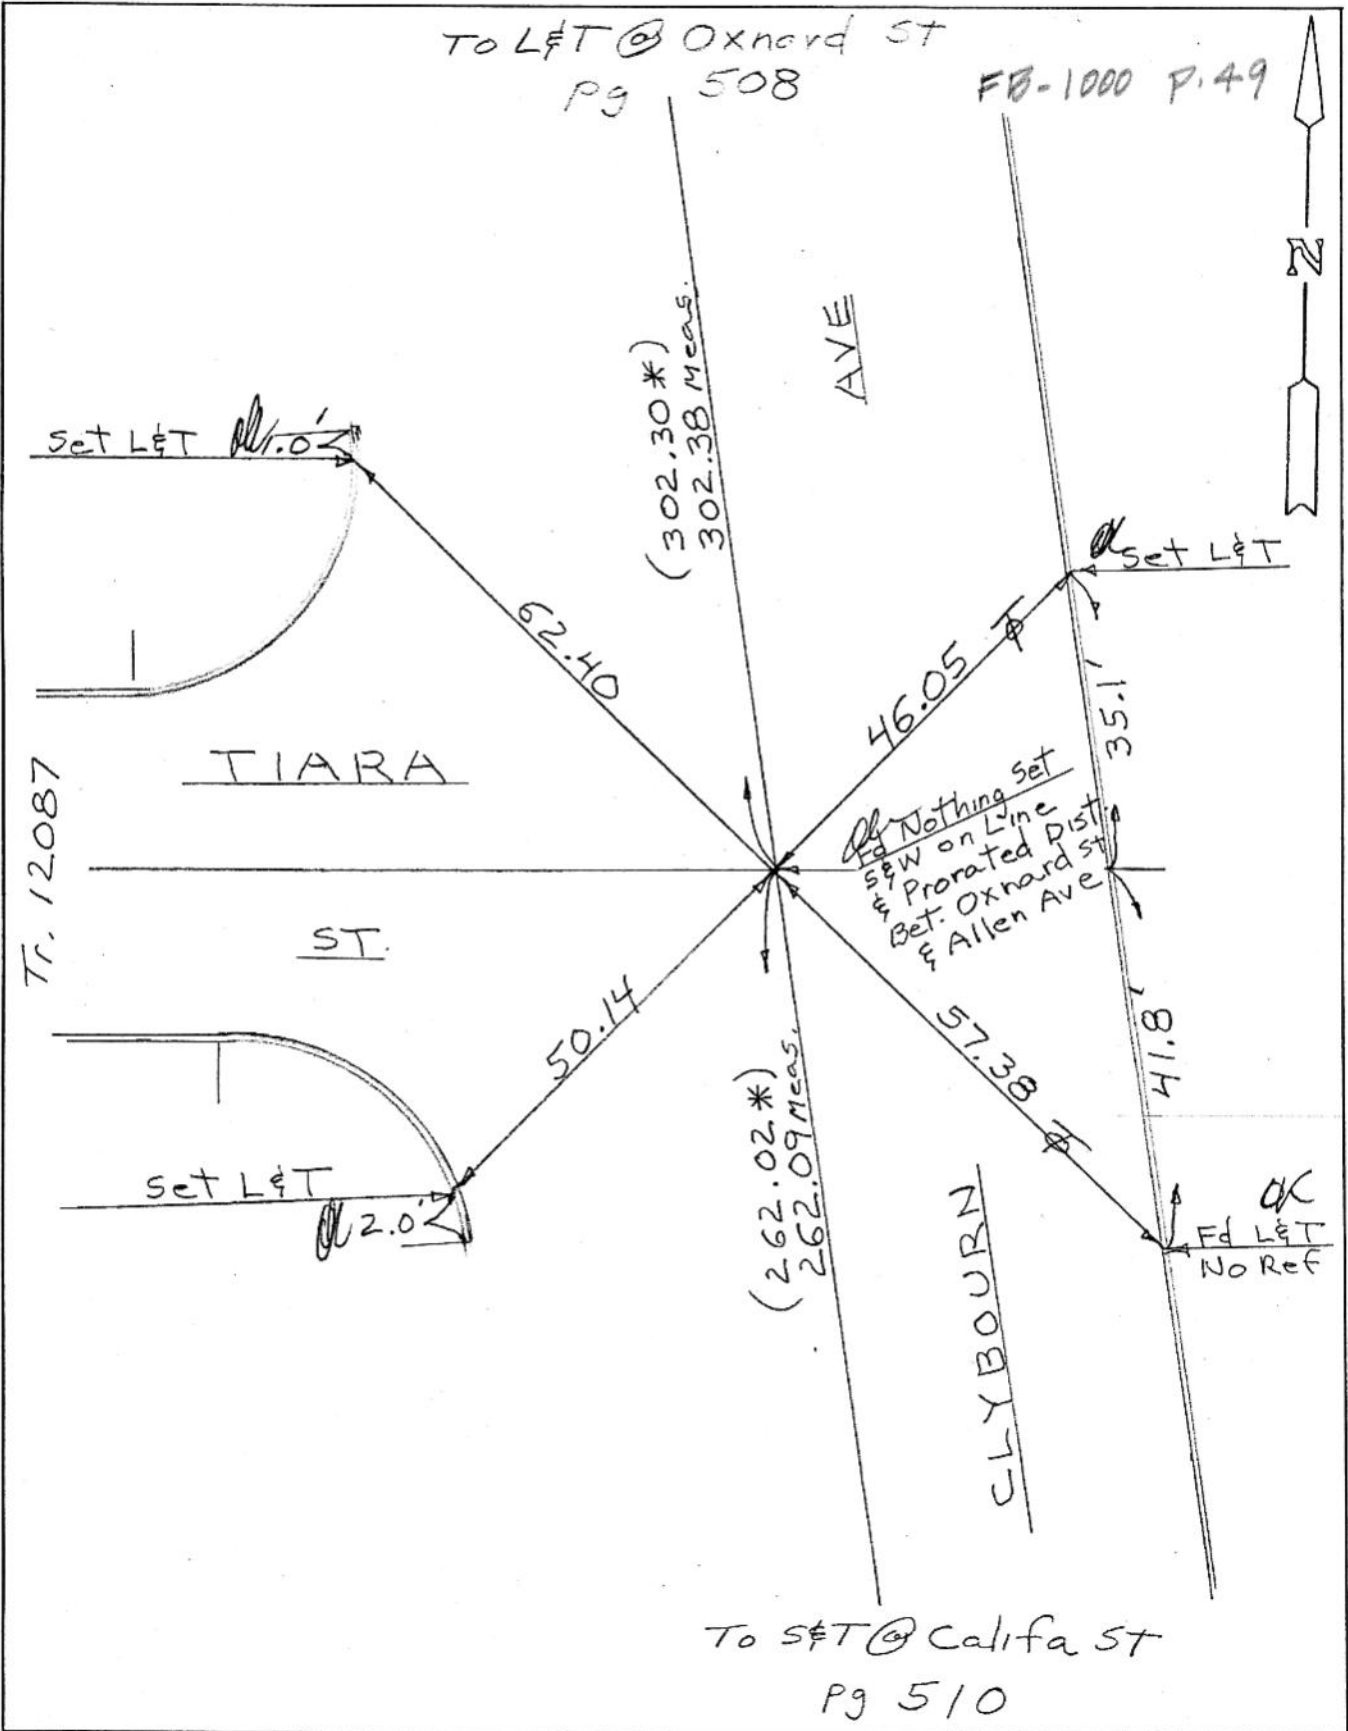 To L&T @ Oxnard ST
pg 508
FB-1000 P.49
N
AVE
(302.30*)
302.38 Meas.
Set L&T
1.0'
Set L&T
62.40
46.05
35.1'
TIARA
Tr. 12087
Fd Nothing Set
S&W on Line
& Prorated Dist.
Bet. Oxnard St
& Allen Ave
ST.
50.14
57.38
41.8'
(262.02*)
262.09 Meas.
Set L&T
2.0'
OK
Fd L&T
No Ref
CLYBOURN
To S&T @ Califa ST
pg 510